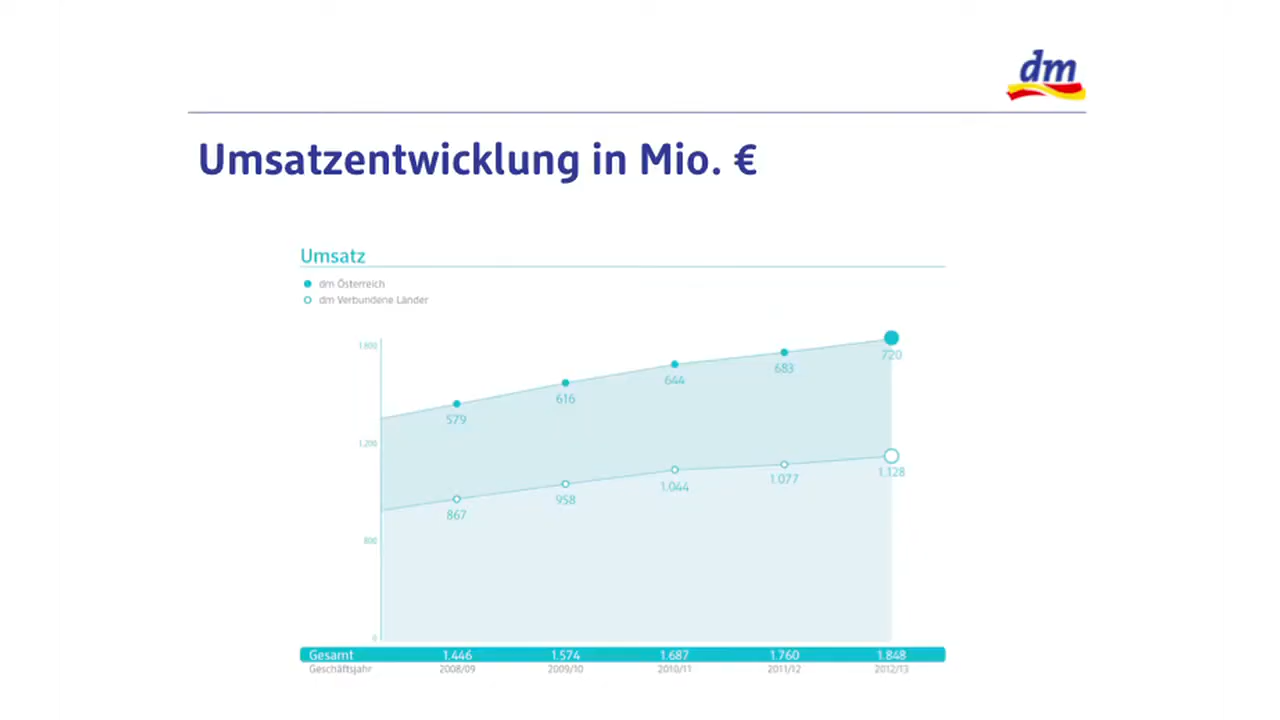 dm
Umsatzentwicklung in Mio. €
Umsatz
dm Österreich
dm Verbundene Länder
1.800
1.200
800
0
579 616 644 683 720
867 958 1.044 1.077 1.128
Gesamt 1.446 1.574 1.687 1.760 1.848
Geschäftsjahr 2008/09 2009/10 2010/11 2011/12 2012/13